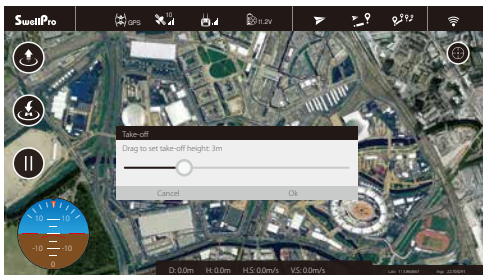 SwellPro
GPS
10
11.2V
Take-off
Drag to set take-off height: 3m
Cancel
Ok
10 10
-10 -10
0
D: 0.0m H: 0.0m H.S: 0.0m/s V.S: 0.0m/s